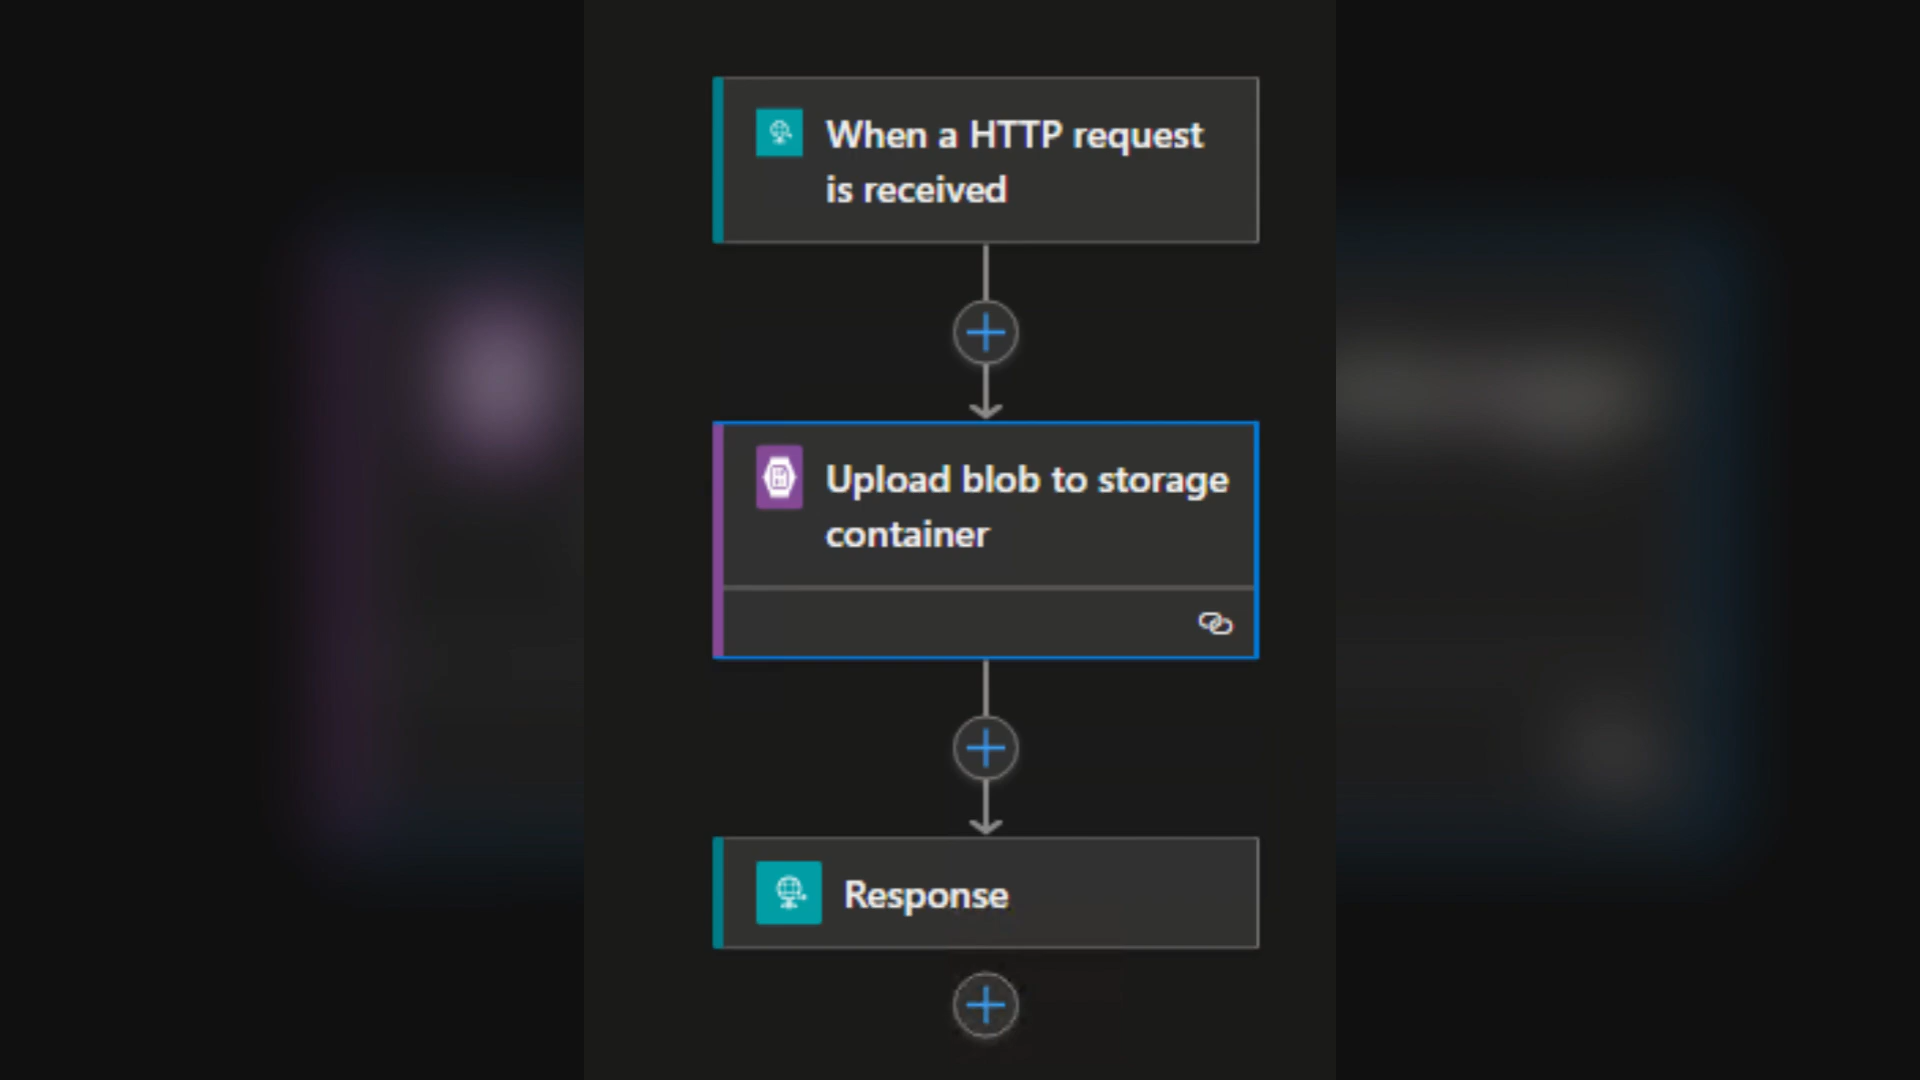 When a HTTP request
is received
Upload blob to storage
container
Response